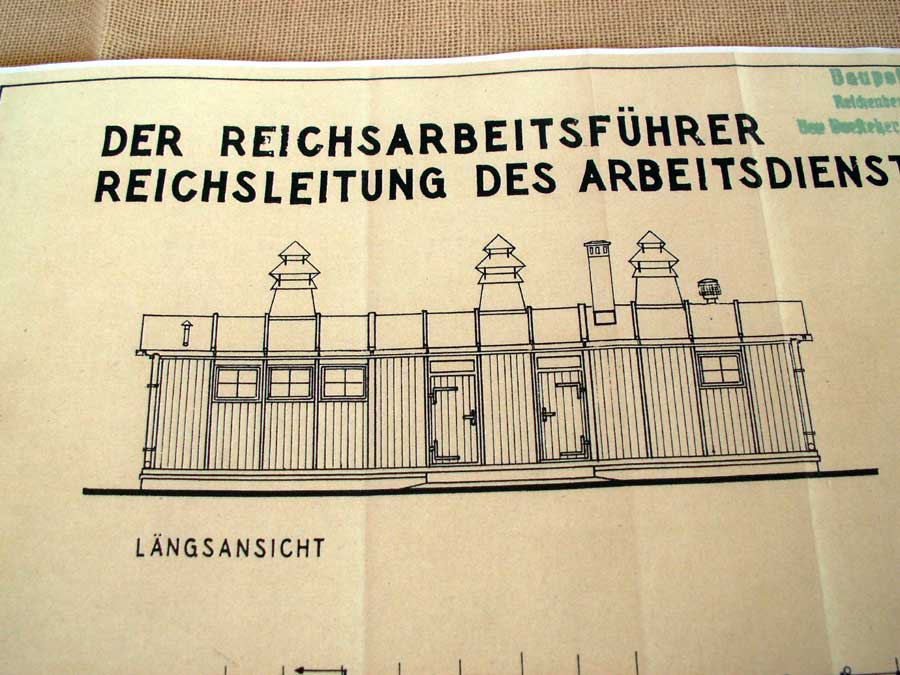 DER REICHSARBEITSFÜHRER
REICHSLEITUNG DES ARBEITSDIENST
LÄNGSANSICHT